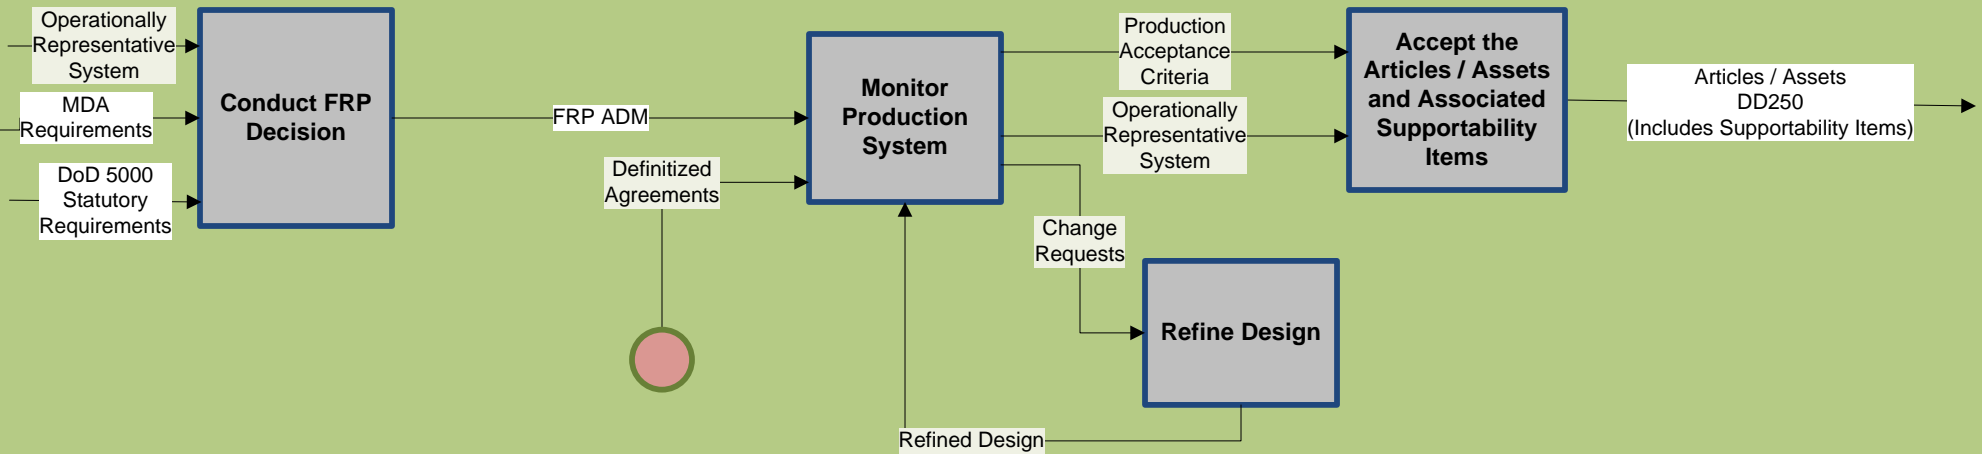 Operationally
Representative
System
MDA
Requirements
DoD 5000
Statutory
Requirements
Conduct FRP
Decision
FRP ADM
Definitized
Agreements
Monitor
Production
System
Production
Acceptance
Criteria
Operationally
Representative
System
Change
Requests
Refine Design
Refined Design
Accept the
Articles / Assets
and Associated
Supportability
Items
Articles / Assets
DD250
(Includes Supportability Items)